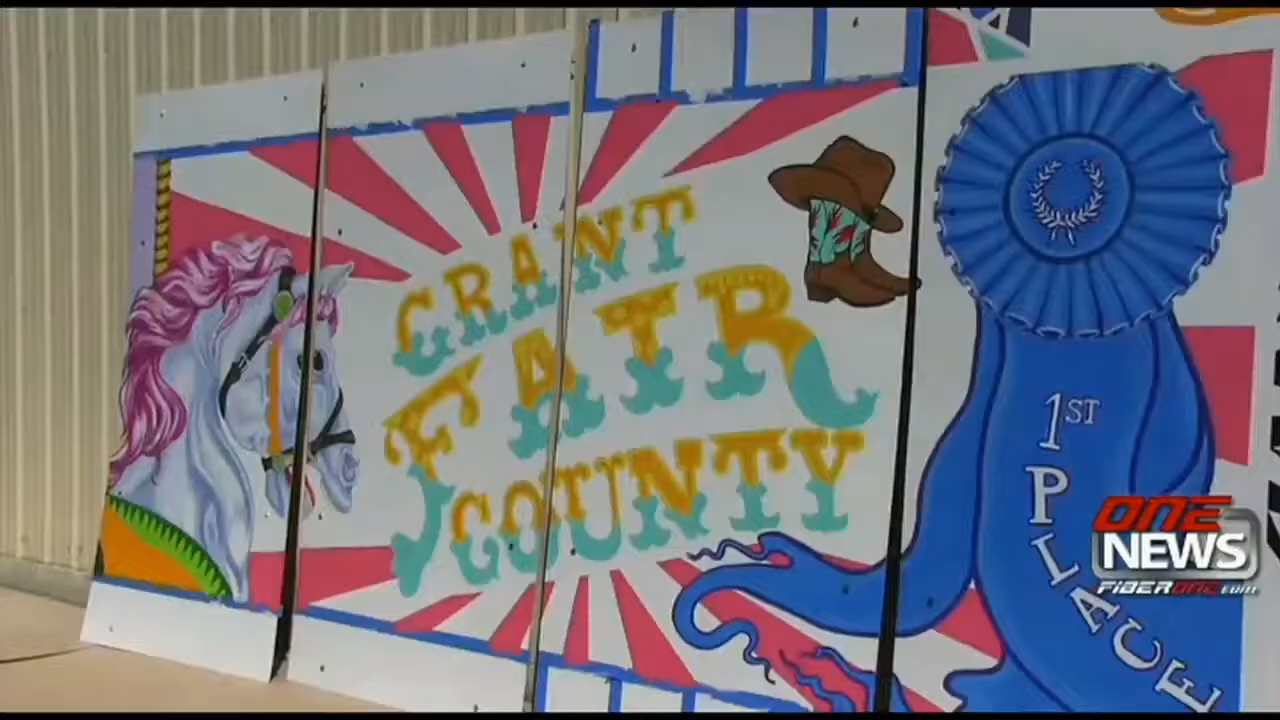 GRANT
FAIR
COUNTY
1ST
PLACE
ONE
NEWS
FIBERONE.COM